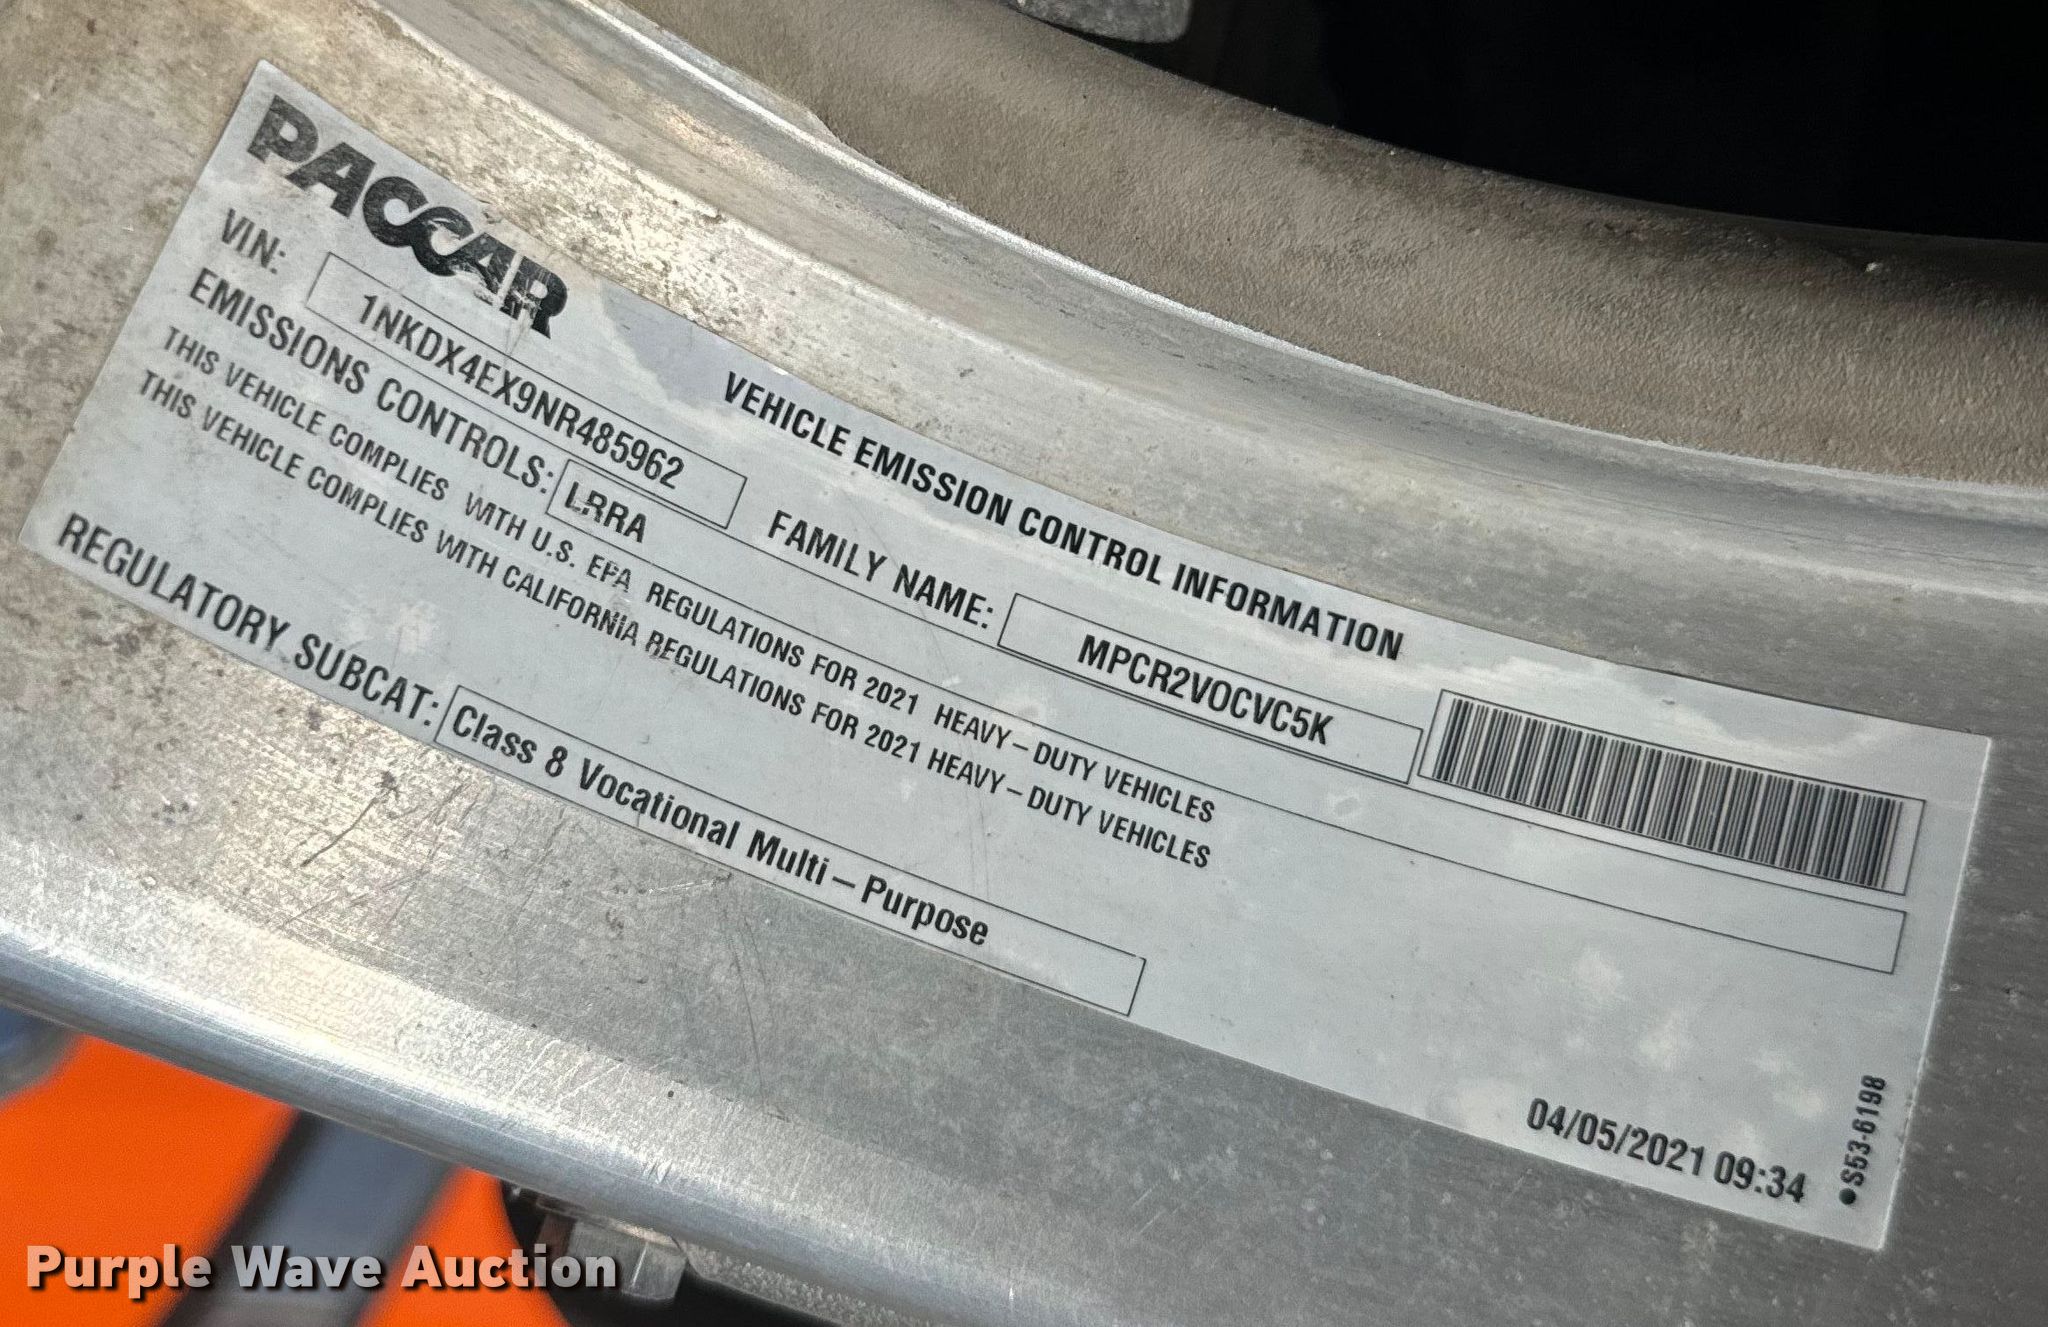 PACCAR
VEHICLE EMISSION CONTROL INFORMATION
VIN: 1NKDX4EX9NR485962 FAMILY NAME: MPCR2VOCVC5K
EMISSIONS CONTROLS: LRRA
THIS VEHICLE COMPLIES WITH U.S. EPA REGULATIONS FOR 2021 HEAVY-DUTY VEHICLES
THIS VEHICLE COMPLIES WITH CALIFORNIA REGULATIONS FOR 2021 HEAVY-DUTY VEHICLES
REGULATORY SUBCAT: Class 8 Vocational Multi-Purpose
04/05/2021 09:34
●S53-6198
Purple Wave Auction